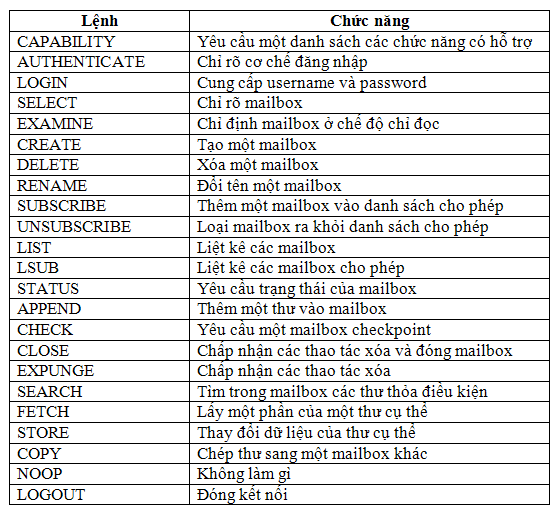 Lệnh Chức năng
CAPABILITY Yêu cầu một danh sách các chức năng có hỗ trợ
AUTHENTICATE Chỉ rõ cơ chế đăng nhập
LOGIN Cung cấp username và password
SELECT Chỉ rõ mailbox
EXAMINE Chỉ định mailbox ở chế độ chỉ đọc
CREATE Tạo một mailbox
DELETE Xóa một mailbox
RENAME Đổi tên một mailbox
SUBSCRIBE Thêm một mailbox vào danh sách cho phép
UNSUBSCRIBE Loại mailbox ra khỏi danh sách cho phép
LIST Liệt kê các mailbox
LSUB Liệt kê các mailbox cho phép
STATUS Yêu cầu trạng thái của mailbox
APPEND Thêm một thư vào mailbox
CHECK Yêu cầu một mailbox checkpoint
CLOSE Chấp nhận các thao tác xóa và đóng mailbox
EXPUNGE Chấp nhận các thao tác xóa
SEARCH Tìm trong mailbox các thư thỏa điều kiện
FETCH Lấy một phần của một thư cụ thể
STORE Thay đổi dữ liệu của thư cụ thể
COPY Chép thư sang một mailbox khác
NOOP Không làm gì
LOGOUT Đóng kết nối